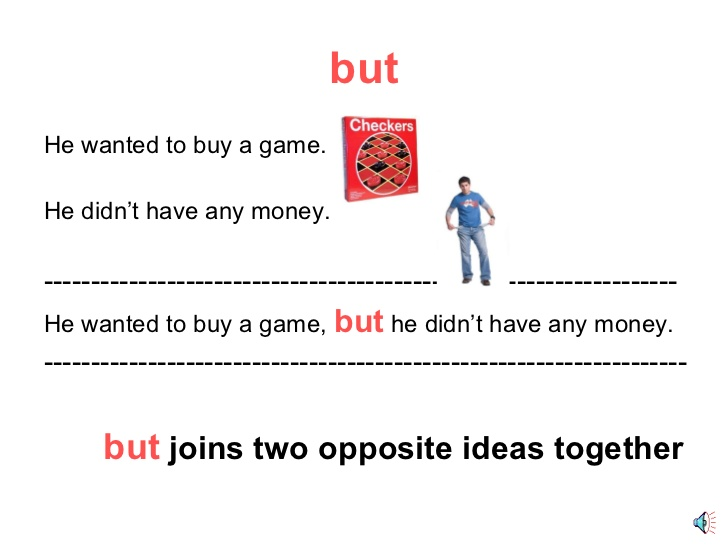 but
Checkers
He wanted to buy a game.
He didn’t have any money.
--------------------------------------------- ------------------
He wanted to buy a game, but he didn’t have any money.
---------------------------------------------------------------------
but joins two opposite ideas together